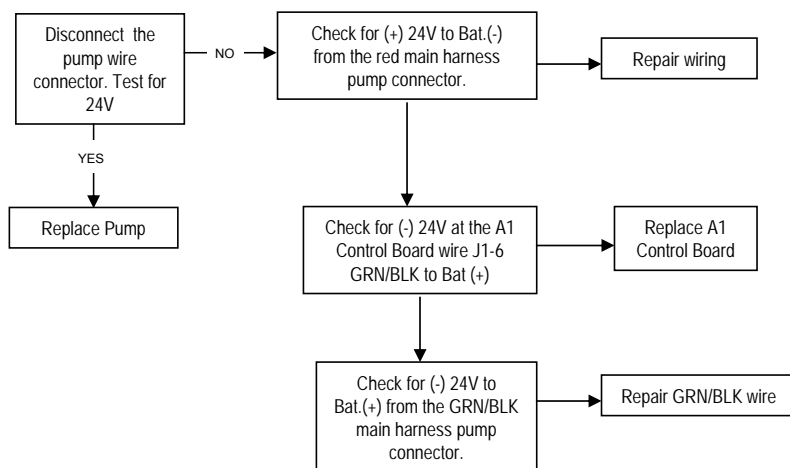 Disconnect the
pump wire
connector. Test for
24V
NO
Check for (+) 24V to Bat.(-)
from the red main harness
pump connector.
Repair wiring
YES
Replace Pump
Check for (-) 24V at the A1
Control Board wire J1-6
GRN/BLK to Bat (+)
Replace A1
Control Board
Check for (-) 24V to
Bat.(+) from the GRN/BLK
main harness pump
connector.
Repair GRN/BLK wire